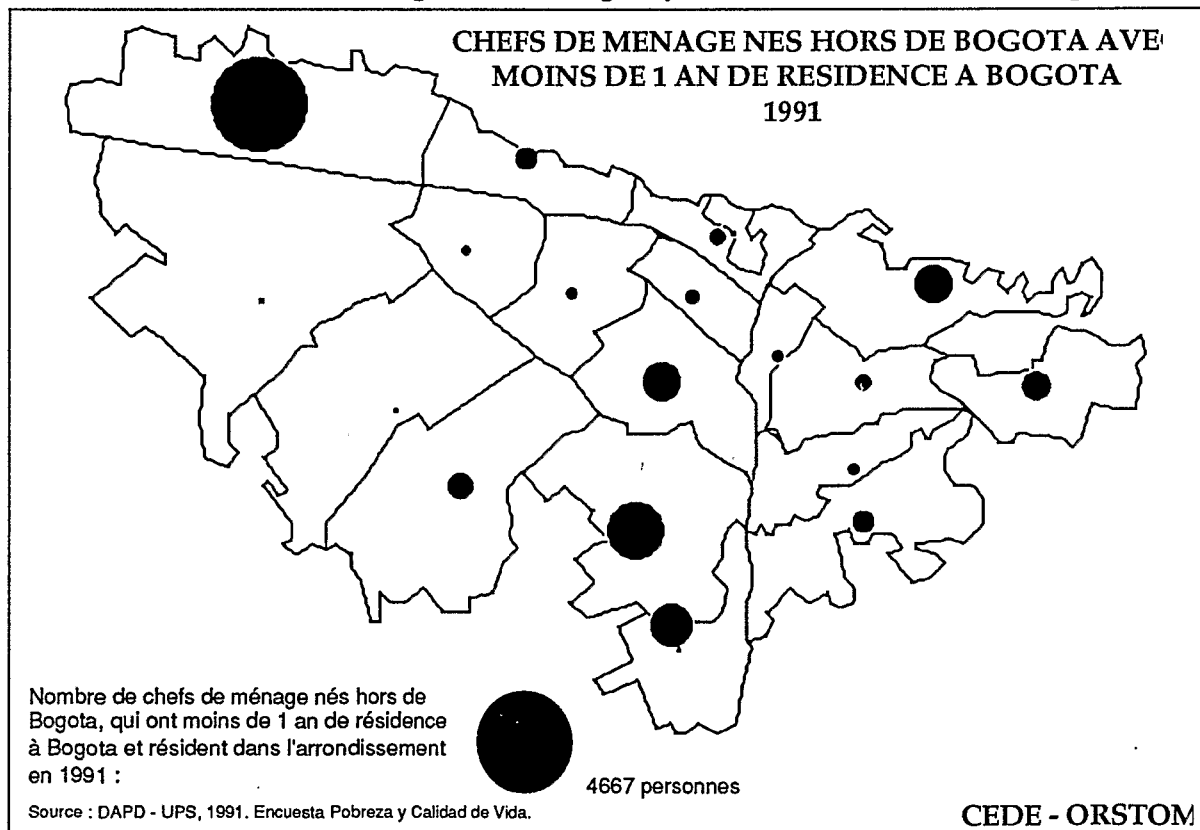 CHEFS DE MENAGE NES HORS DE BOGOTA AVE
MOINS DE 1 AN DE RESIDENCE A BOGOTA
1991
Nombre de chefs de ménage nés hors de
Bogota, qui ont moins de 1 an de résidence
à Bogota et résident dans l'arrondissement
en 1991 :
4667 personnes
Source : DAPD - UPS, 1991. Encuesta Pobreza y Calidad de Vida.
CEDE - ORSTOM